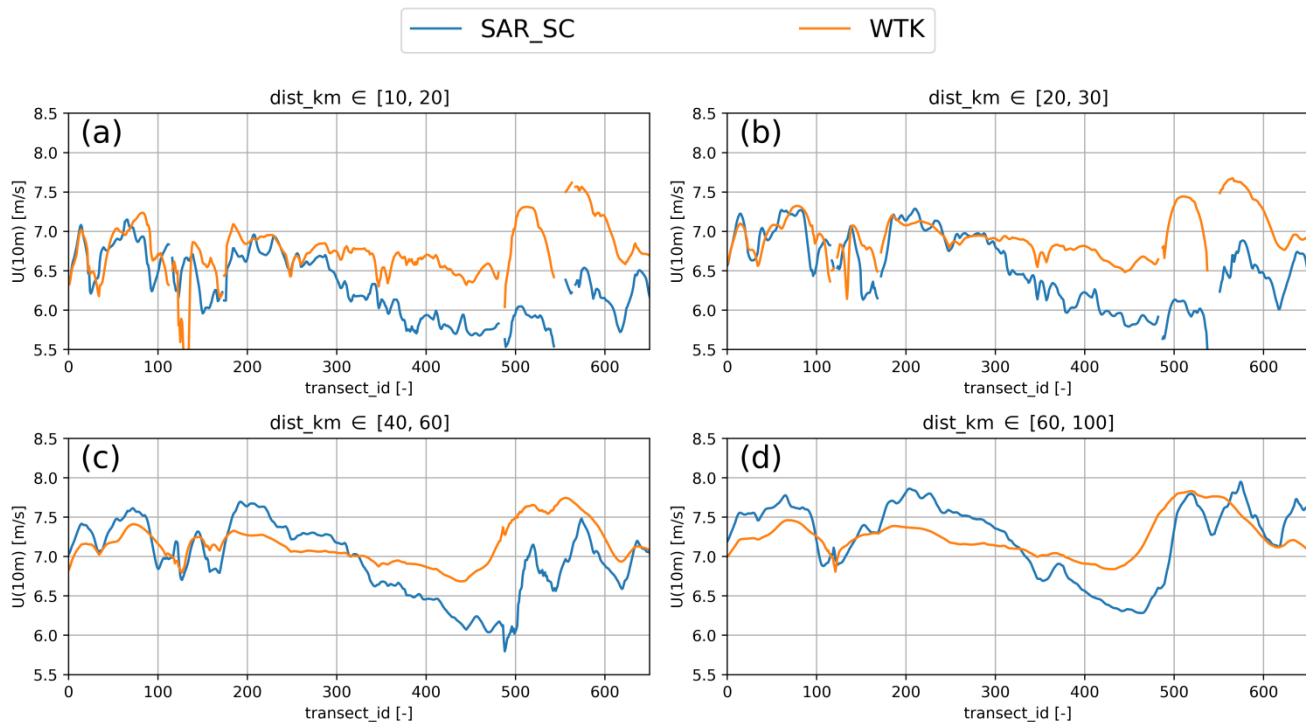 SAR_SC WTK
dist_km ∈ [10, 20]
(a)
8.5
8.0
7.5
7.0
6.5
6.0
5.5
U(10m) [m/s]
0 100 200 300 400 500 600
transect_id [-]
dist_km ∈ [20, 30]
(b)
8.5
8.0
7.5
7.0
6.5
6.0
5.5
U(10m) [m/s]
0 100 200 300 400 500 600
transect_id [-]
dist_km ∈ [40, 60]
(c)
8.5
8.0
7.5
7.0
6.5
6.0
5.5
U(10m) [m/s]
0 100 200 300 400 500 600
transect_id [-]
dist_km ∈ [60, 100]
(d)
8.5
8.0
7.5
7.0
6.5
6.0
5.5
U(10m) [m/s]
0 100 200 300 400 500 600
transect_id [-]